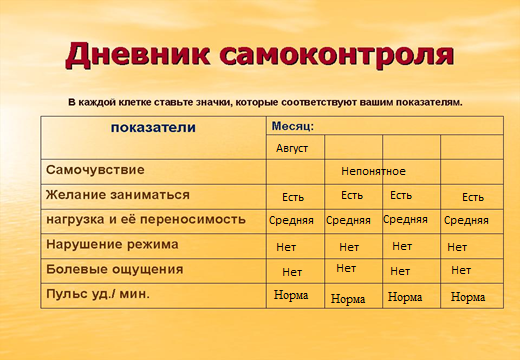 Дневник самоконтроля
В каждой клетке ставьте значки, которые соответствуют вашим показателям.
показатели Месяц:
Август
Самочувствие Непонятное
Желание заниматься Есть Есть Есть Есть
нагрузка и её переносимость Средняя Средняя Средняя Средняя
Нарушение режима Нет Нет Нет Нет
Болевые ощущения Нет Нет Нет Нет
Пульс уд./ мин. Норма Норма Норма Норма